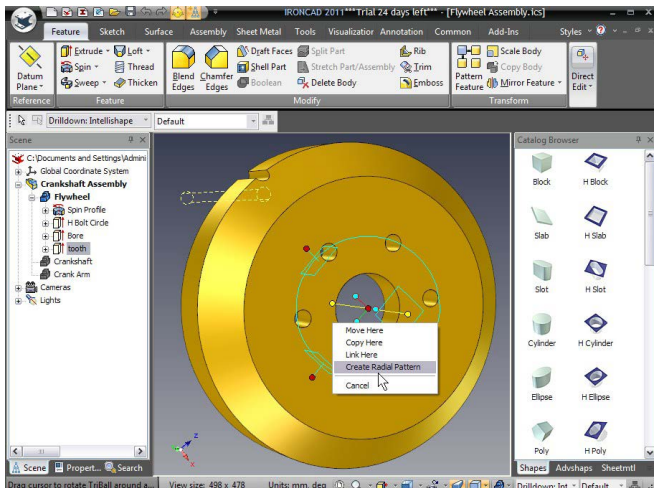 IRONCAD 2011***Trial 24 days left*** - [Flywheel Assembly.ics]
Feature Sketch Surface Assembly Sheet Metal Tools Visualization Annotation Common Add-Ins Styles
Datum Plane
Reference
Extrude Loft
Spin Thread
Sweep Thicken
Feature
Blend Edges
Chamfer Edges
Draft Faces Split Part
Shell Part Stretch Part/Assembly
Boolean Delete Body
Rib
Trim
Emboss
Modify
Pattern Feature
Scale Body
Copy Body
Mirror Feature
Transform
Direct Edit
Drilldown: Intellishape Default
Scene
C:\Documents and Settings\Admini
Global Coordinate System
Crankshaft Assembly
Flywheel
Spin Profile
H Bolt Circle
Bore
tooth
Crankshaft
Crank Arm
Cameras
Lights
Scene Propert... Search
Move Here
Copy Here
Link Here
Create Radial Pattern
Cancel
z
x
Catalog Browser
Block H Block
Slab H Slab
Slot H Slot
Cylinder H Cylinder
Ellipse H Ellipse
Poly H Poly
Shapes Advshaps Sheetmtl
Drag cursor to rotate TriBall around a... View size: 498 x 478 Units: mm, deg Drilldown: Int Default